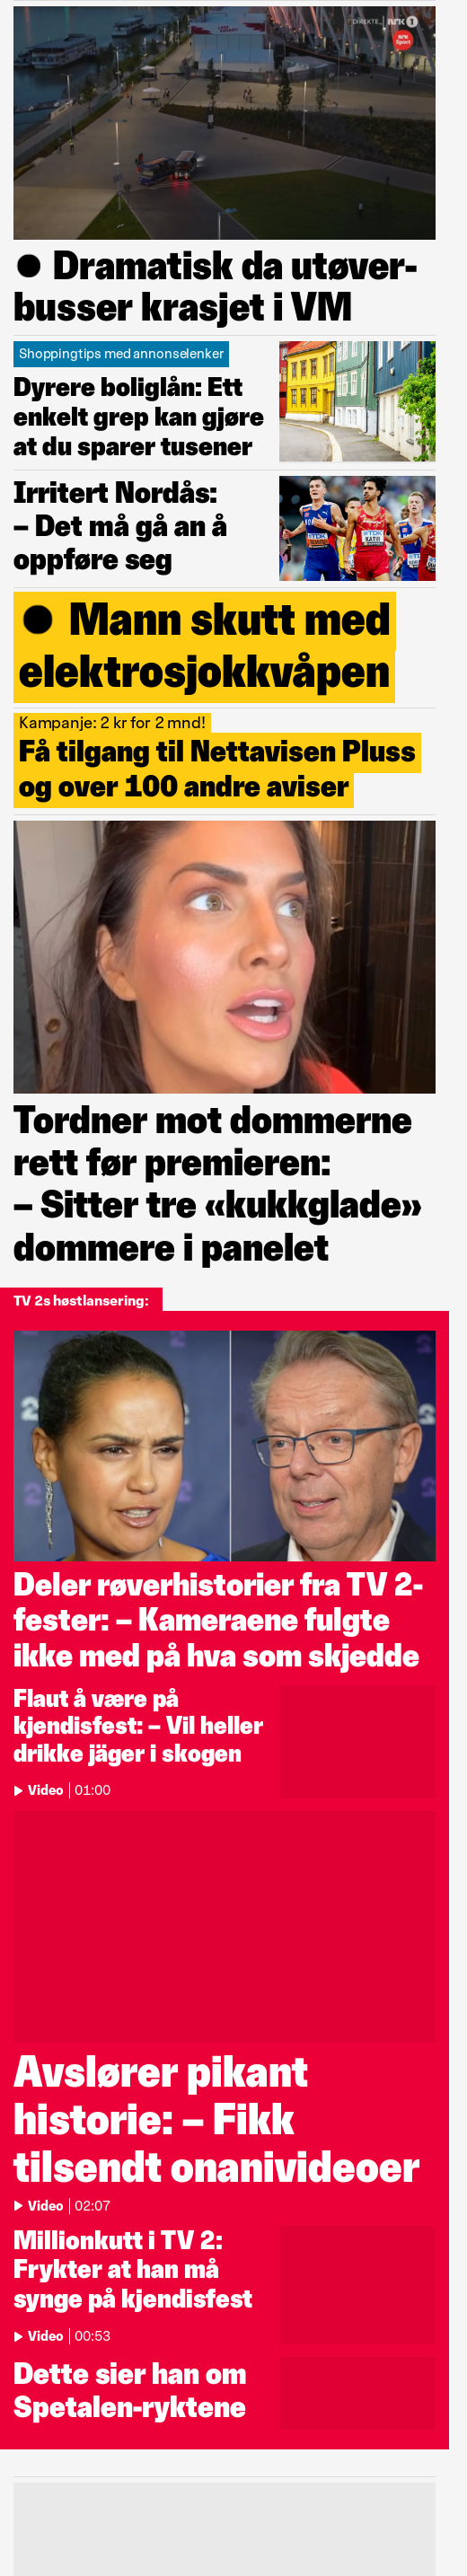 DIREKTE_| NRK 1
NRK
Sport
● Dramatisk da utøver-
busser krasjet i VM
Shoppingtips med annonselenker
Dyrere boliglån: Ett
enkelt grep kan gjøre
at du sparer tusener
Irritert Nordås:
– Det må gå an å
oppføre seg
TDK
KATIR
● Mann skutt med
elektrosjokkvåpen
Kampanje: 2 kr for 2 mnd!
Få tilgang til Nettavisen Pluss
og over 100 andre aviser
Tordner mot dommerne
rett før premieren:
– Sitter tre «kukkglade»
dommere i panelet
TV 2s høstlansering:
Deler røverhistorier fra TV 2-
fester: – Kameraene fulgte
ikke med på hva som skjedde
Flaut å være på
kjendisfest: – Vil heller
drikke jäger i skogen
Video | 01:00
Avslører pikant
historie: – Fikk
tilsendt onanivideoer
Video | 02:07
Millionkutt i TV 2:
Frykter at han må
synge på kjendisfest
Video | 00:53
Dette sier han om
Spetalen-ryktene